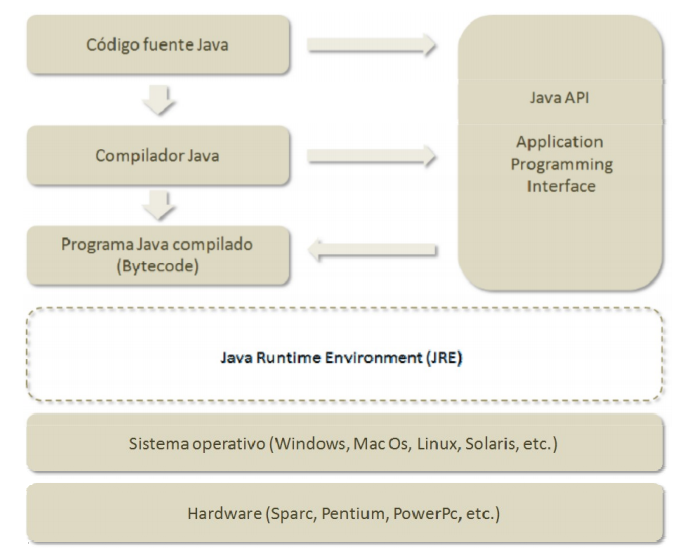 Código fuente Java
Java API
Application
Programming
Interface
Compilador Java
Programa Java compilado
(Bytecode)
Java Runtime Environment (JRE)
Sistema operativo (Windows, Mac Os, Linux, Solaris, etc.)
Hardware (Sparc, Pentium, PowerPc, etc.)